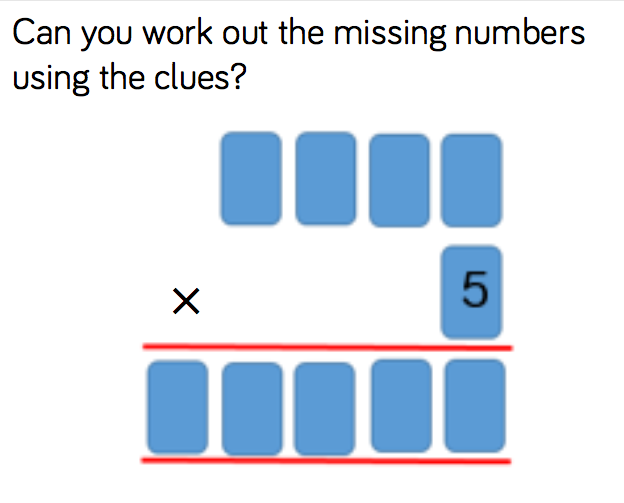 Can you work out the missing numbers
using the clues?
×
5